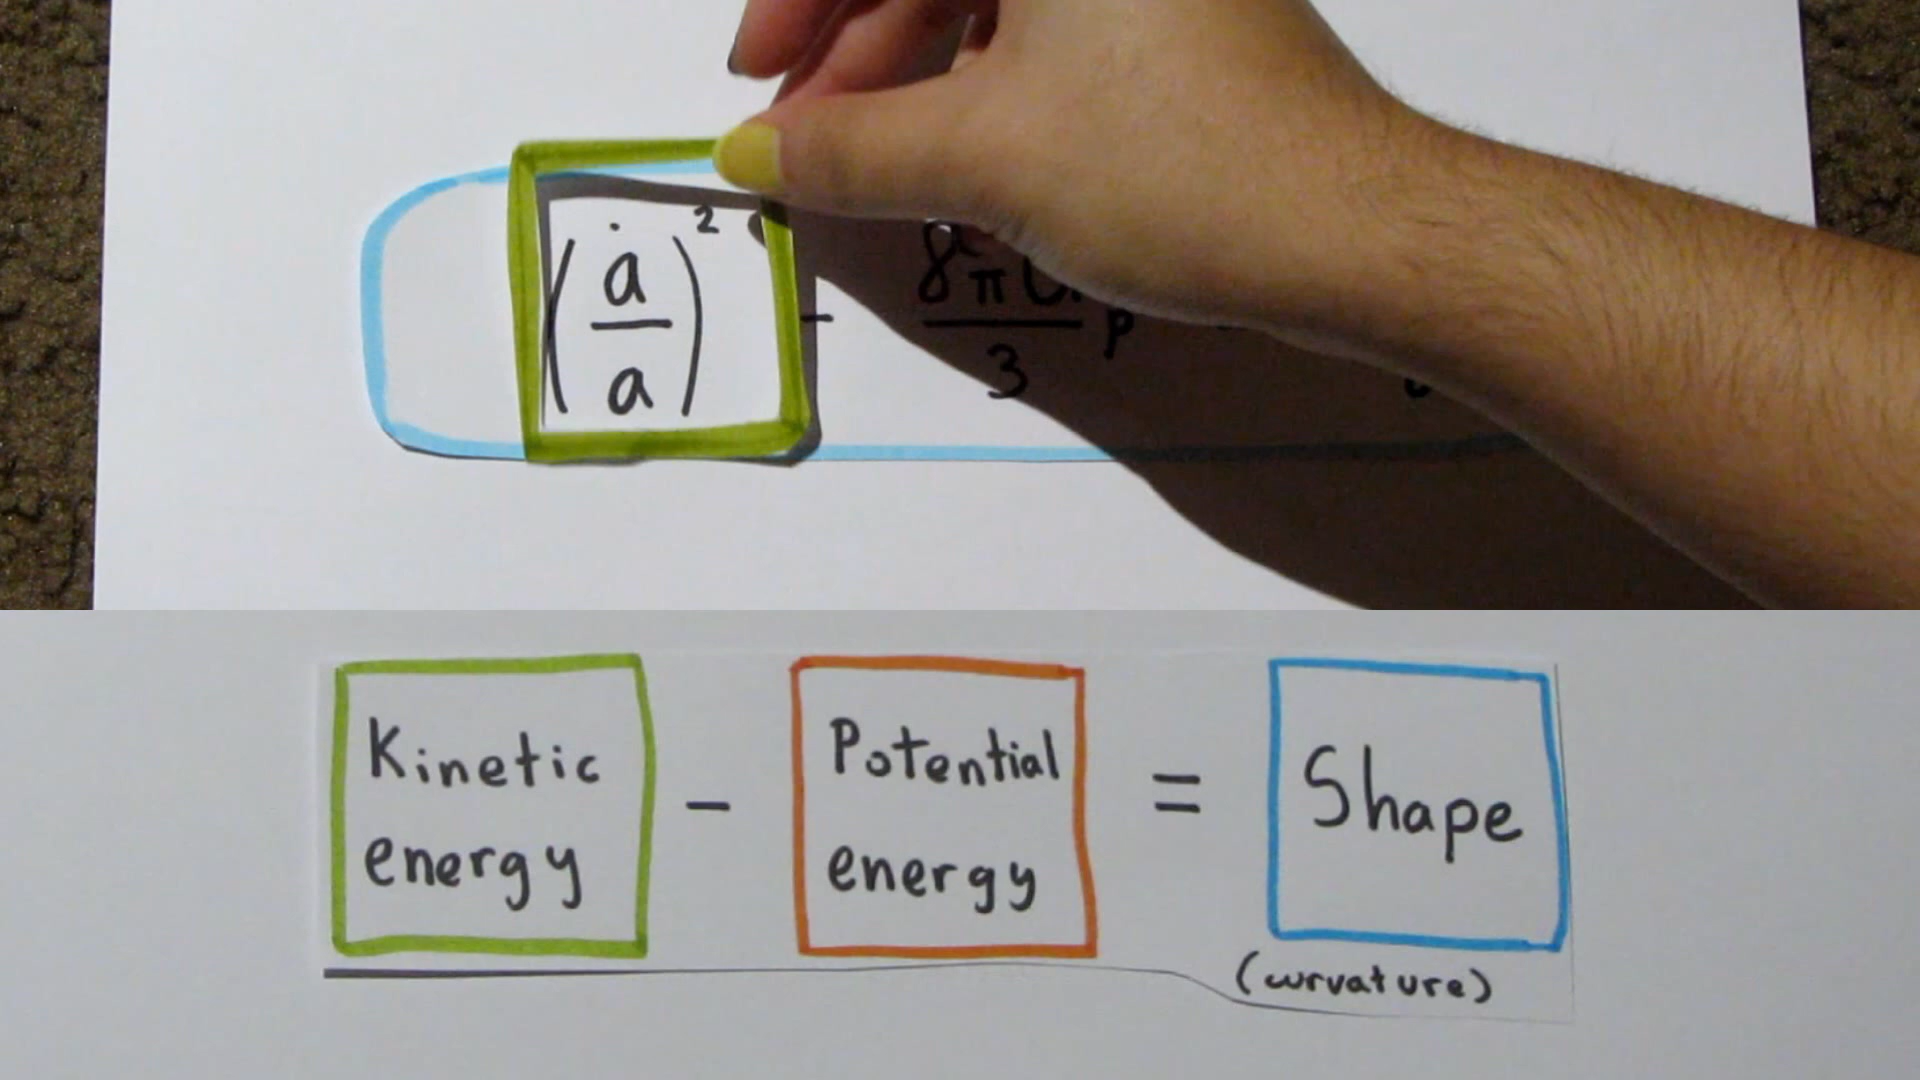 (ȧ/a)² - 8π /3 ρ
Kinetic energy - Potential energy = Shape
(curvature)